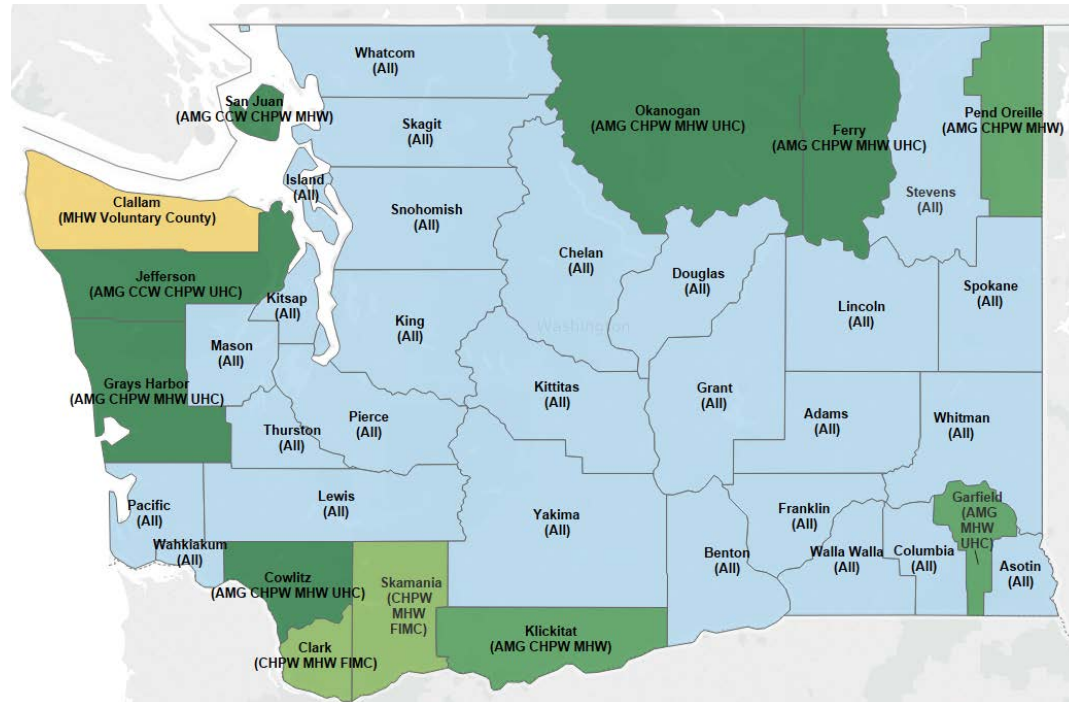 Whatcom
(All)
San Juan
(AMG CCW CHPW MHW)
Skagit
(All)
Okanogan
(AMG CHPW MHW UHC)
Ferry
(AMG CHPW MHW UHC)
Pend Oreille
(AMG CHPW MHW)
Stevens
(All)
Island
(All)
Clallam
(MHW Voluntary County)
Snohomish
(All)
Chelan
(All)
Douglas
(All)
Jefferson
(AMG CCW CHPW UHC)
Kitsap
(All)
Spokane
(All)
Lincoln
(All)
King
(All)
Washington
Mason
(All)
Grays Harbor
(AMG CHPW MHW UHC)
Kittitas
(All)
Grant
(All)
Pierce
(All)
Adams
(All)
Whitman
(All)
Thurston
(All)
Lewis
(All)
Pacific
(All)
Yakima
(All)
Franklin
(All)
Garfield
(AMG
MHW
UHC)
Wahkiakum
(All)
Benton
(All)
Walla Walla
(All)
Columbia
(All)
Asotin
(All)
Cowlitz
(AMG CHPW MHW UHC)
Skamania
(CHPW
MHW
FIMC)
Klickitat
(AMG CHPW MHW)
Clark
(CHPW MHW FIMC)